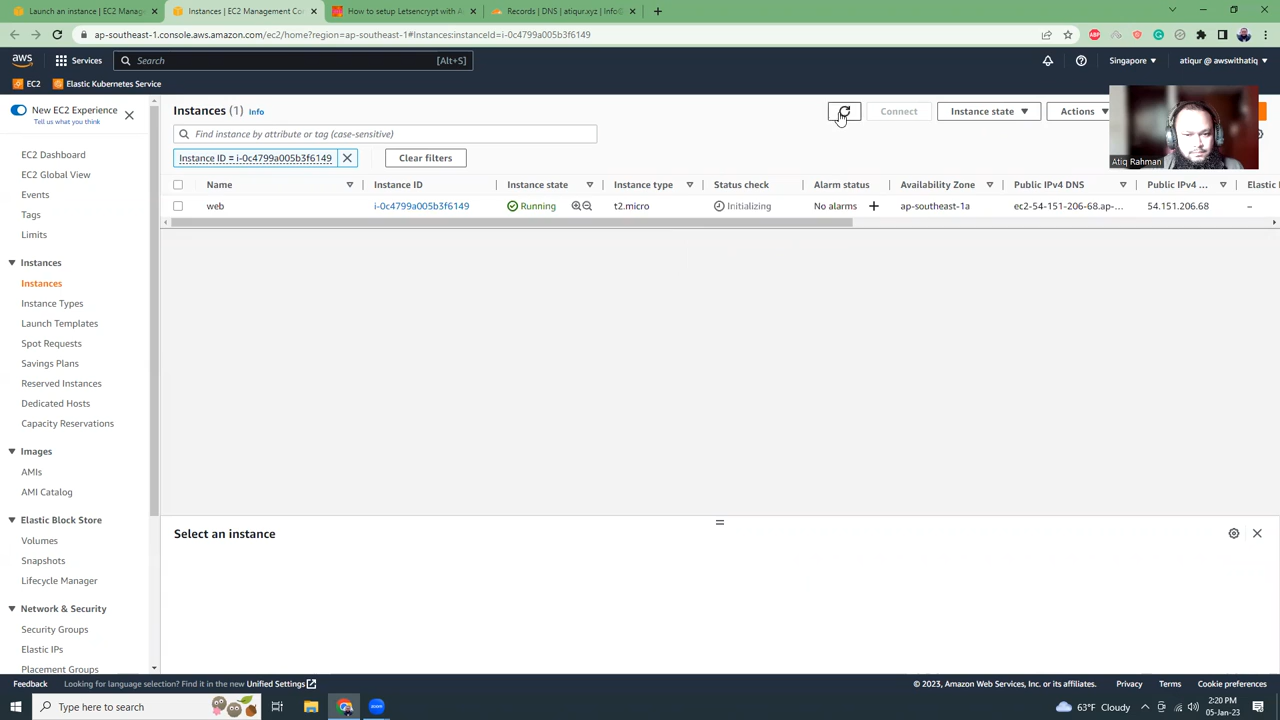 Launch an instance | EC2 Manag
Instances | EC2 Management Co
How to setup Letsencrypt with A
Records | DNS | atiqur.xyz | InfoG
ap-southeast-1.console.aws.amazon.com/ec2/home?region=ap-southeast-1#Instances:instanceId=i-0c4799a005b3f6149
aws
Services
Search
[Alt+S]
Singapore
atiqur @ awswithatiq
EC2
Elastic Kubernetes Service
New EC2 Experience
Tell us what you think
EC2 Dashboard
EC2 Global View
Events
Tags
Limits
Instances
Instances
Instance Types
Launch Templates
Spot Requests
Savings Plans
Reserved Instances
Dedicated Hosts
Capacity Reservations
Images
AMIs
AMI Catalog
Elastic Block Store
Volumes
Snapshots
Lifecycle Manager
Network & Security
Security Groups
Elastic IPs
Placement Groups
Instances (1) Info
Connect
Instance state
Actions
Find instance by attribute or tag (case-sensitive)
Instance ID = i-0c4799a005b3f6149
Clear filters
Name Instance ID Instance state Instance type Status check Alarm status Availability Zone Public IPv4 DNS Public IPv4 ... Elastic
web i-0c4799a005b3f6149 Running t2.micro Initializing No alarms ap-southeast-1a ec2-54-151-206-68.ap-... 54.151.206.68 –
Atiq Rahman
Select an instance
Feedback Looking for language selection? Find it in the new Unified Settings
© 2023, Amazon Web Services, Inc. or its affiliates. Privacy Terms Cookie preferences
Type here to search
63°F Cloudy
2:20 PM
05-Jan-23